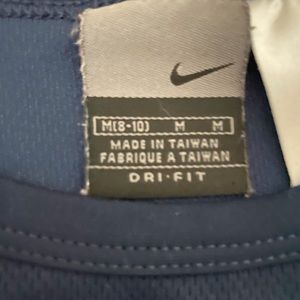 M(8-10) M M
MADE IN TAIWAN
FABRIQUE A TAIWAN
DRI·FIT